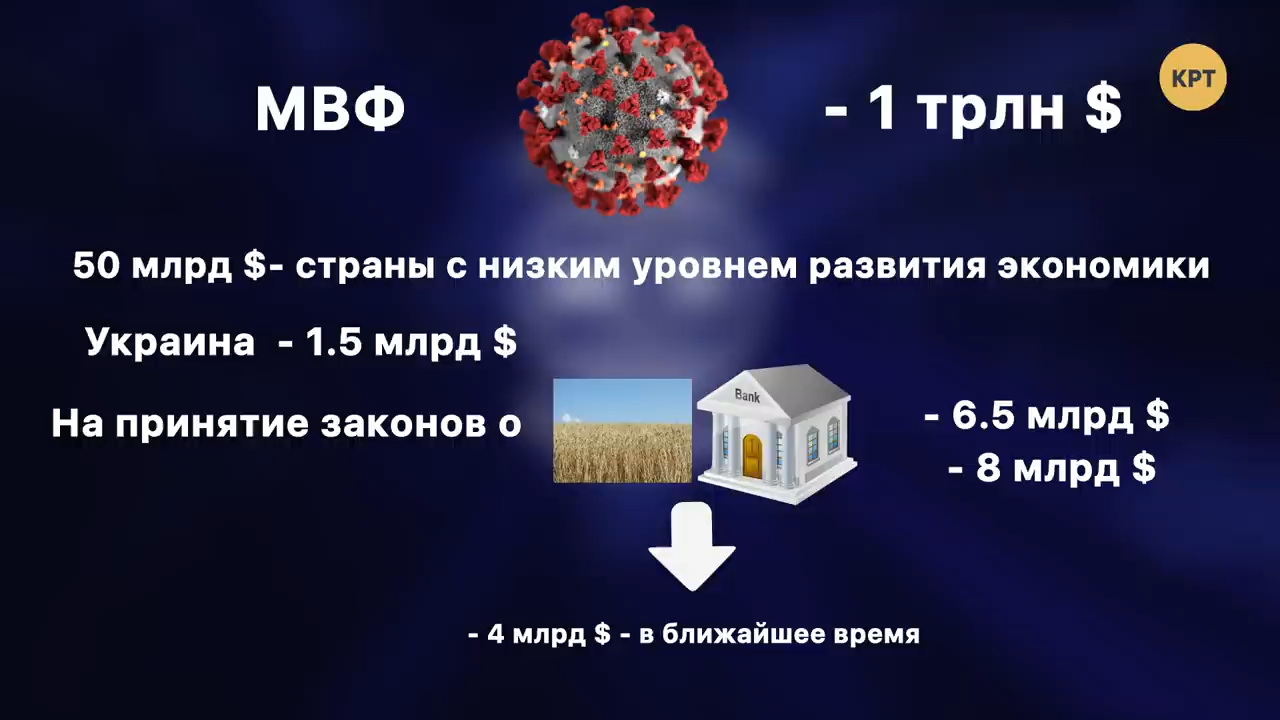 МВФ - 1 трлн $
КРТ
50 млрд $- страны с низким уровнем развития экономики
Украина - 1.5 млрд $
Bank
На принятие законов о - 6.5 млрд $
- 8 млрд $
- 4 млрд $ - в ближайшее время